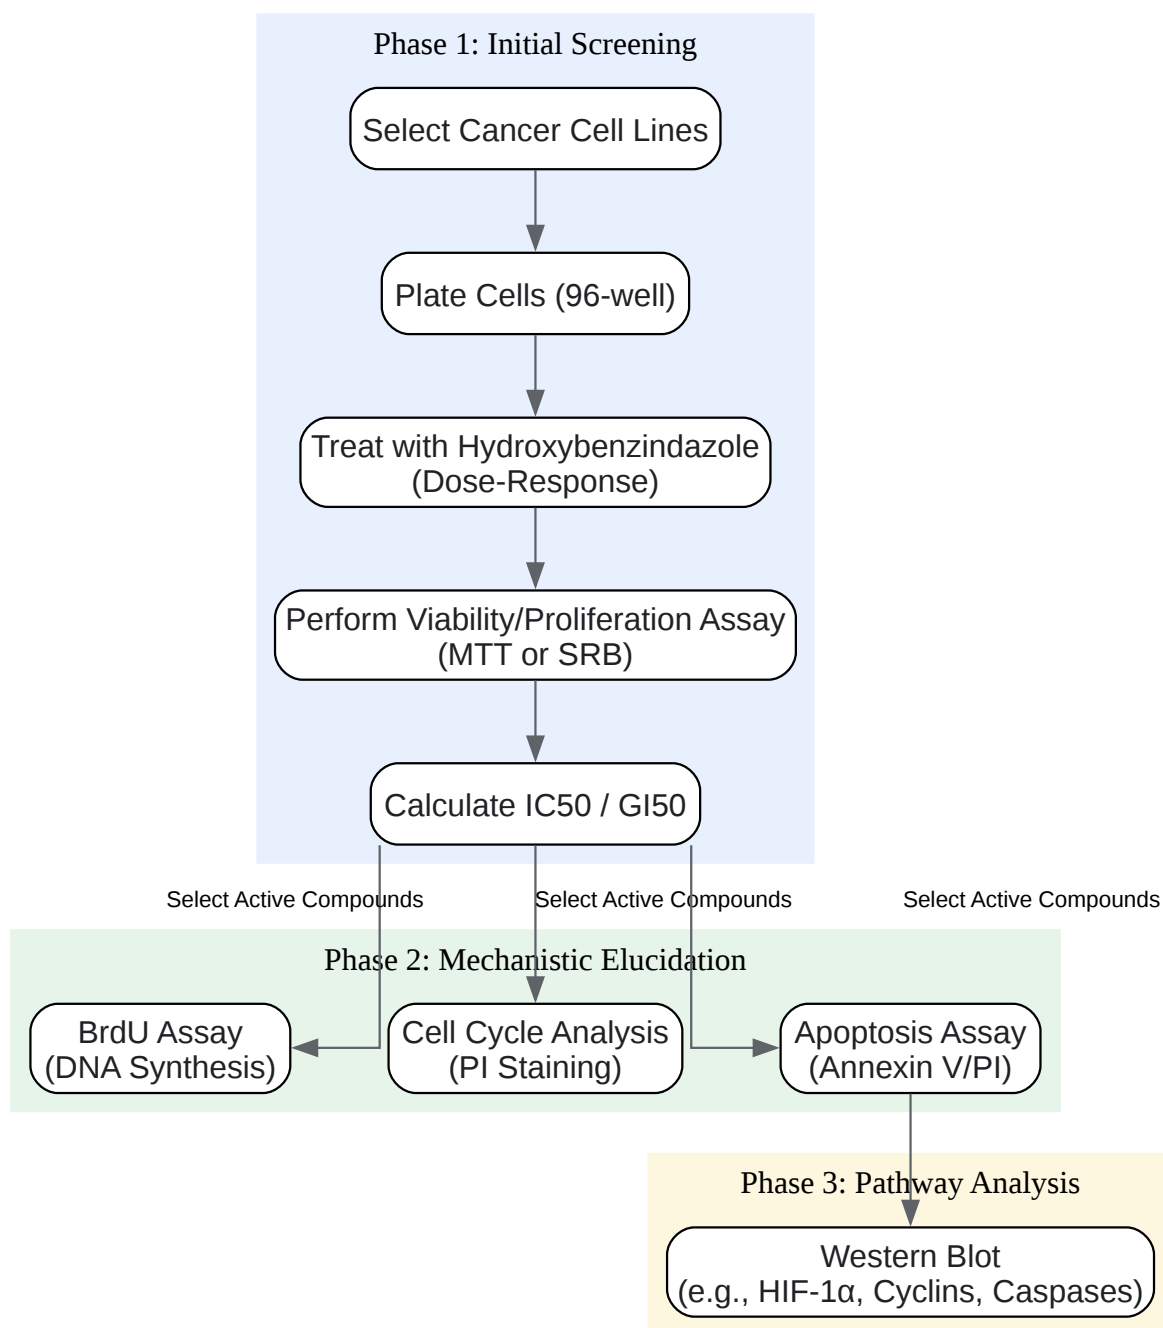 Phase 1: Initial Screening
Select Cancer Cell Lines
Plate Cells (96-well)
Treat with Hydroxybenzindazole
(Dose-Response)
Perform Viability/Proliferation Assay
(MTT or SRB)
Calculate IC50 / GI50
Select Active Compounds
Select Active Compounds
Select Active Compounds
Phase 2: Mechanistic Elucidation
BrdU Assay
(DNA Synthesis)
Cell Cycle Analysis
(PI Staining)
Apoptosis Assay
(Annexin V/PI)
Phase 3: Pathway Analysis
Western Blot
(e.g., HIF-1α, Cyclins, Caspases)